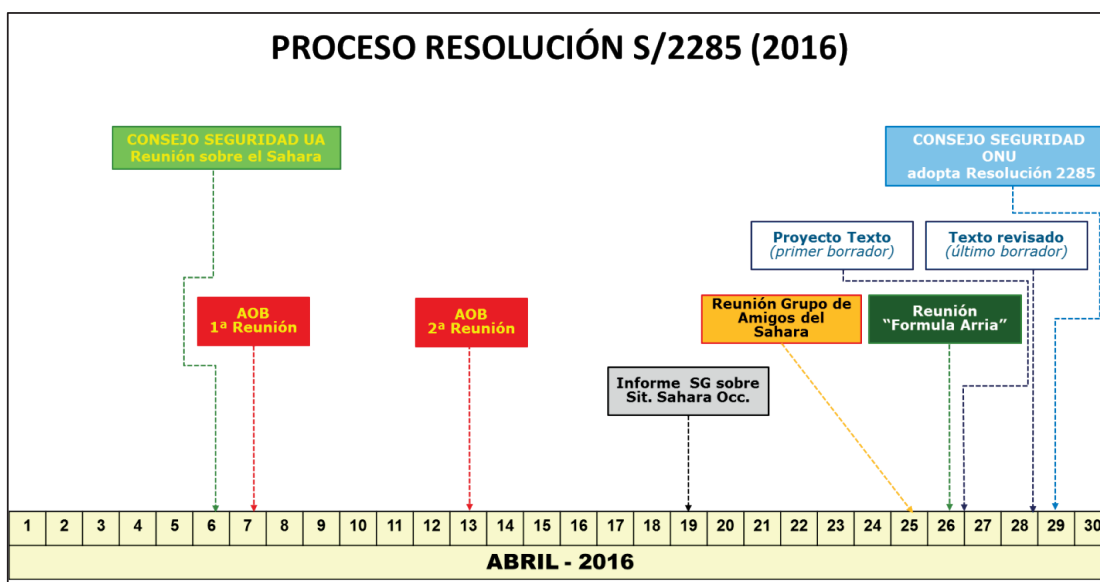 PROCESO RESOLUCIÓN S/2285 (2016)
CONSEJO SEGURIDAD UA
Reunión sobre el Sahara
CONSEJO SEGURIDAD
ONU
adopta Resolución 2285
Proyecto Texto
(primer borrador)
Texto revisado
(último borrador)
AOB
1ª Reunión
AOB
2ª Reunión
Reunión Grupo de
Amigos del
Sahara
Reunión
“Formula Arria”
Informe SG sobre
Sit. Sahara Occ.
1 2 3 4 5 6 7 8 9 10 11 12 13 14 15 16 17 18 19 20 21 22 23 24 25 26 27 28 29 30
ABRIL - 2016